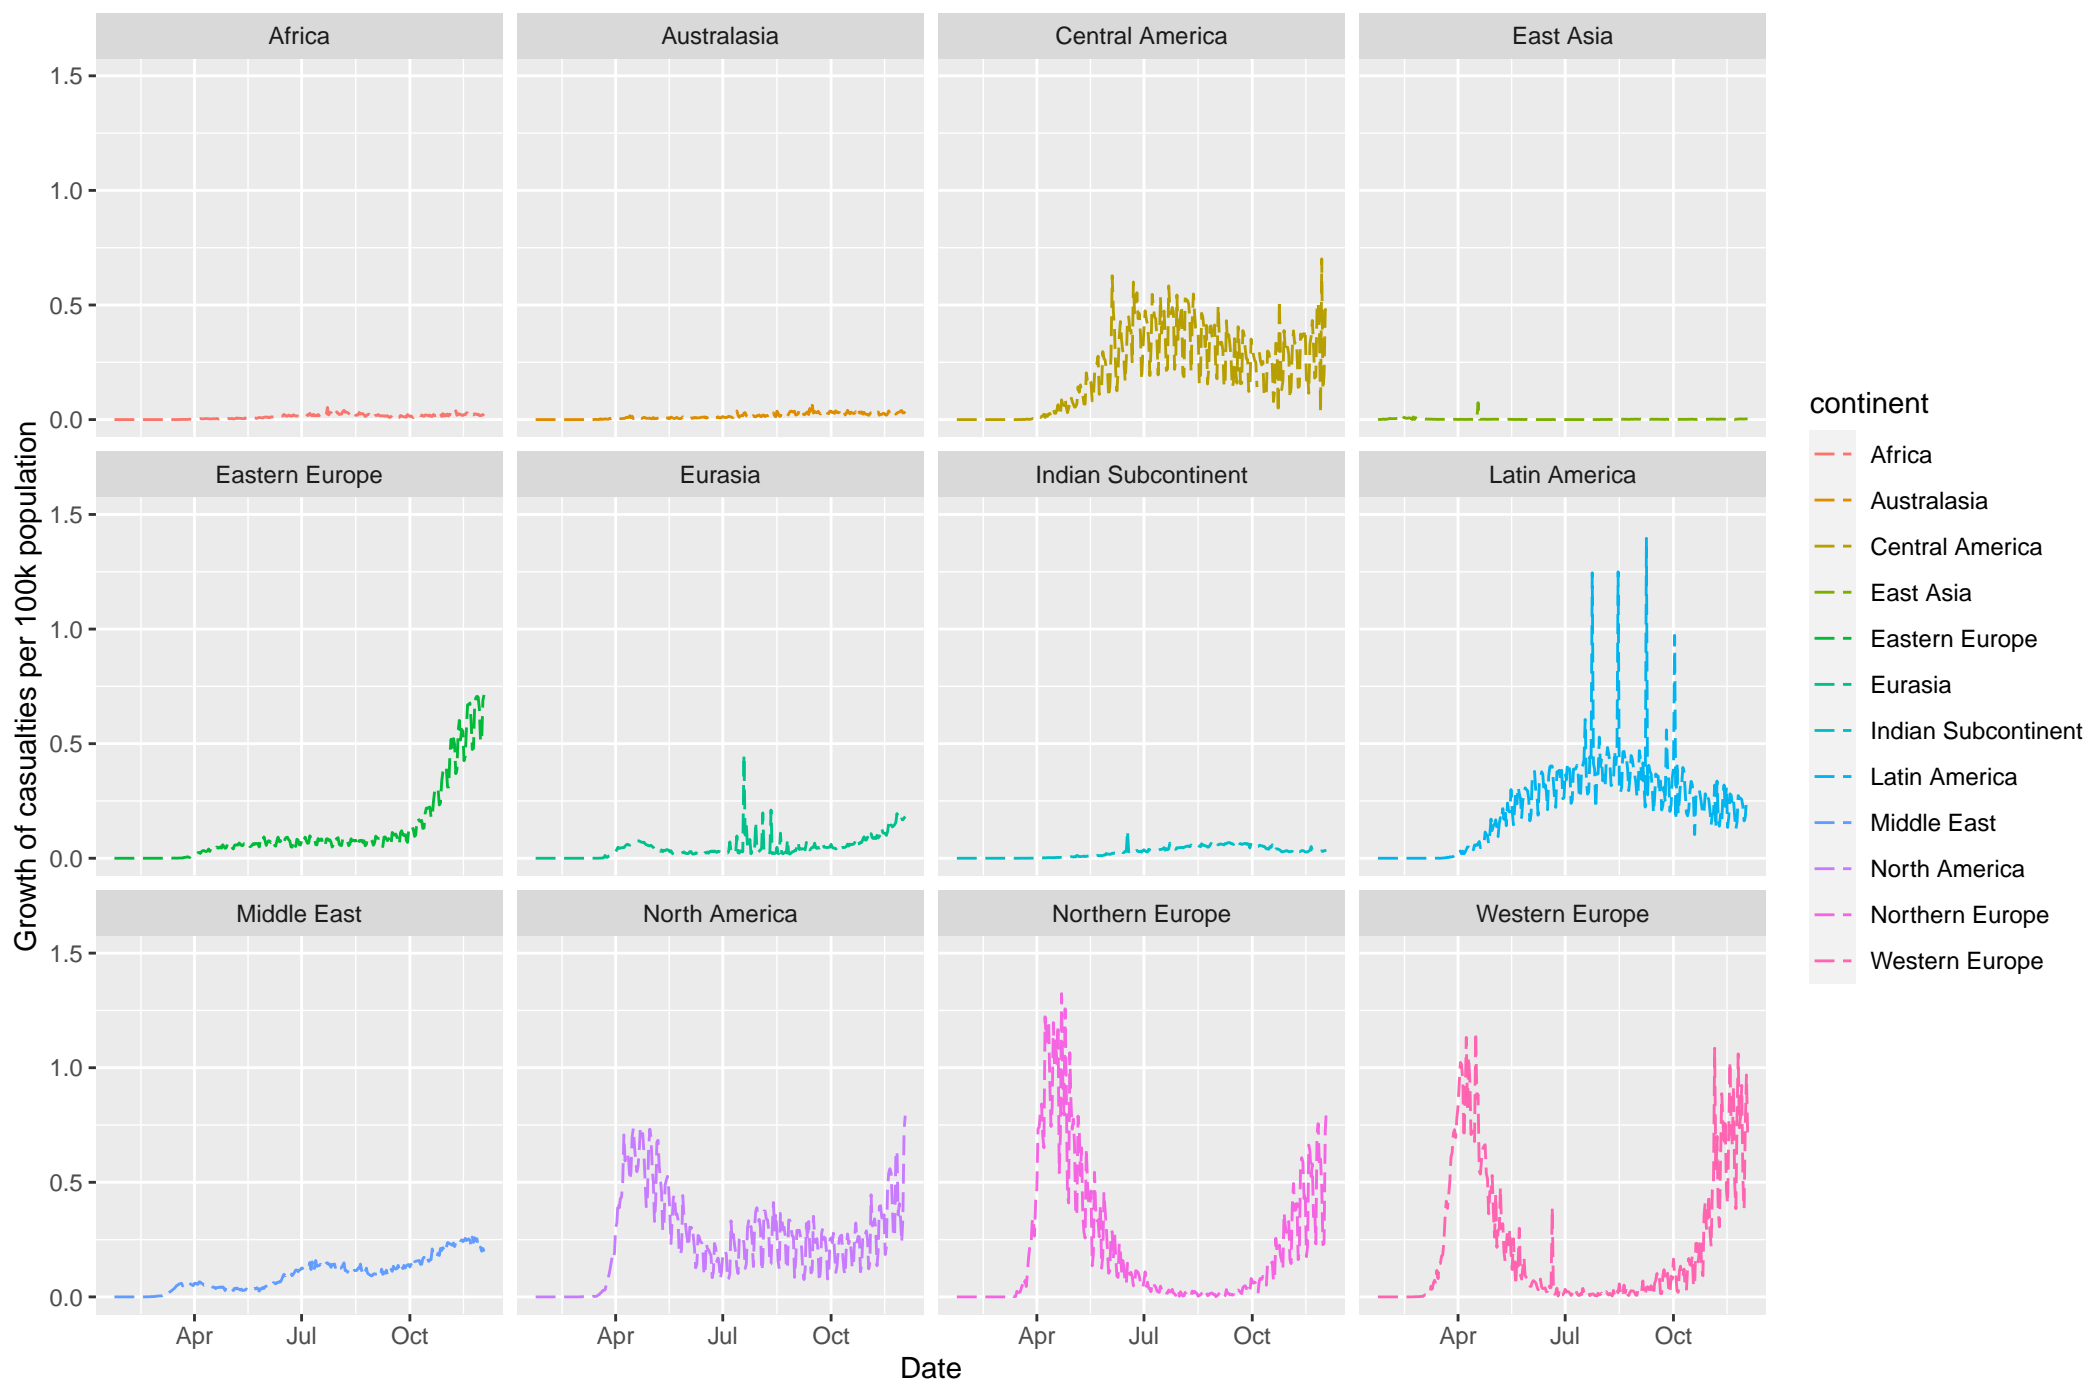 Africa
Australasia
Central America
East Asia
1.5
1.0
0.5
0.0
Eastern Europe
Eurasia
Indian Subcontinent
Latin America
1.5
1.0
0.5
0.0
Middle East
North America
Northern Europe
Western Europe
1.5
1.0
0.5
0.0
Apr Jul Oct
Apr Jul Oct
Apr Jul Oct
Apr Jul Oct
Date
Growth of casualties per 100k population
continent
Africa
Australasia
Central America
East Asia
Eastern Europe
Eurasia
Indian Subcontinent
Latin America
Middle East
North America
Northern Europe
Western Europe